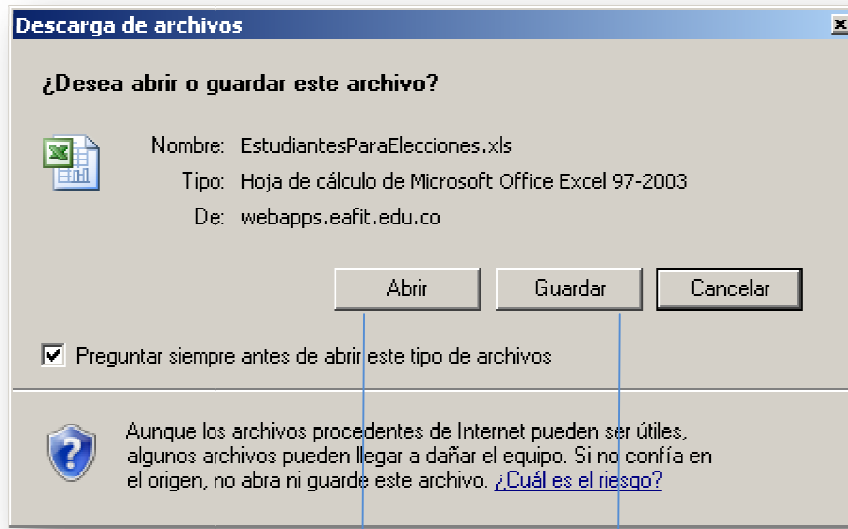 Descarga de archivos
¿Desea abrir o guardar este archivo?
Nombre: EstudiantesParaElecciones.xls
Tipo: Hoja de cálculo de Microsoft Office Excel 97-2003
De: webapps.eafit.edu.co
Abrir Guardar Cancelar
Preguntar siempre antes de abrir este tipo de archivos
Aunque los archivos procedentes de Internet pueden ser útiles,
algunos archivos pueden llegar a dañar el equipo. Si no confía en
el origen, no abra ni guarde este archivo. ¿Cuál es el riesgo?